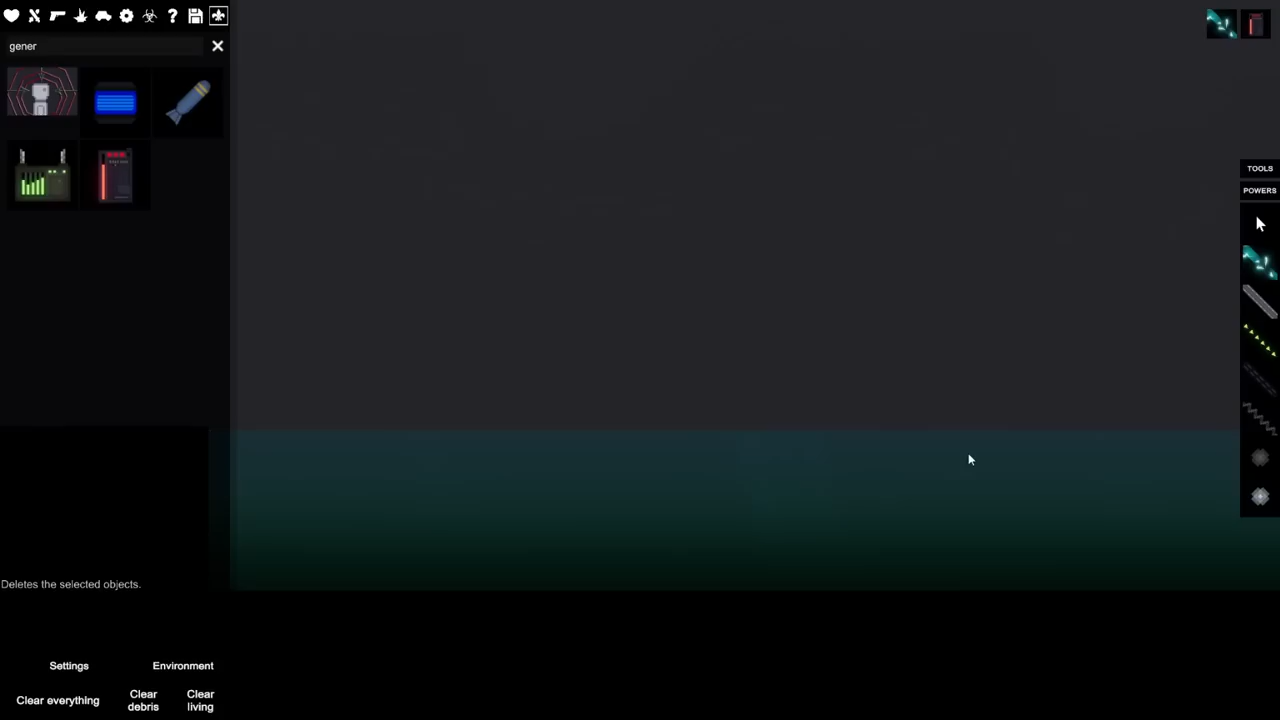 gener
TOOLS
POWERS
Deletes the selected objects.
Settings
Environment
Clear everything
Clear
debris
Clear
living